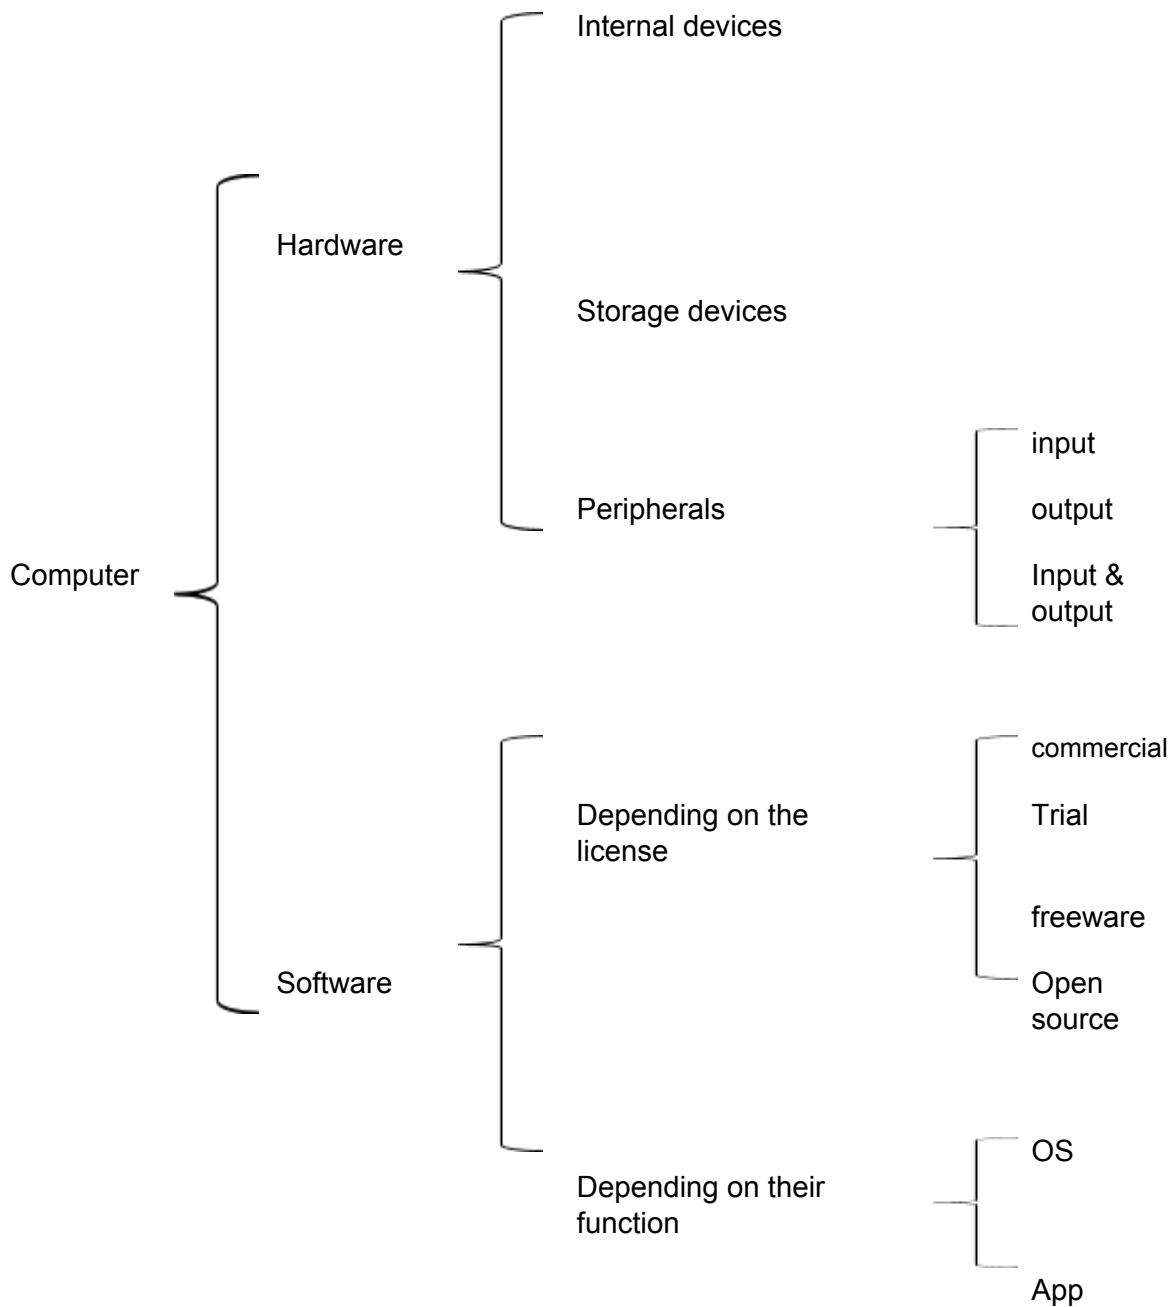 Computer
Hardware
Internal devices
Storage devices
Peripherals
input
output
Input &
output
Software
Depending on the
license
commercial
Trial
freeware
Open
source
Depending on their
function
OS
App